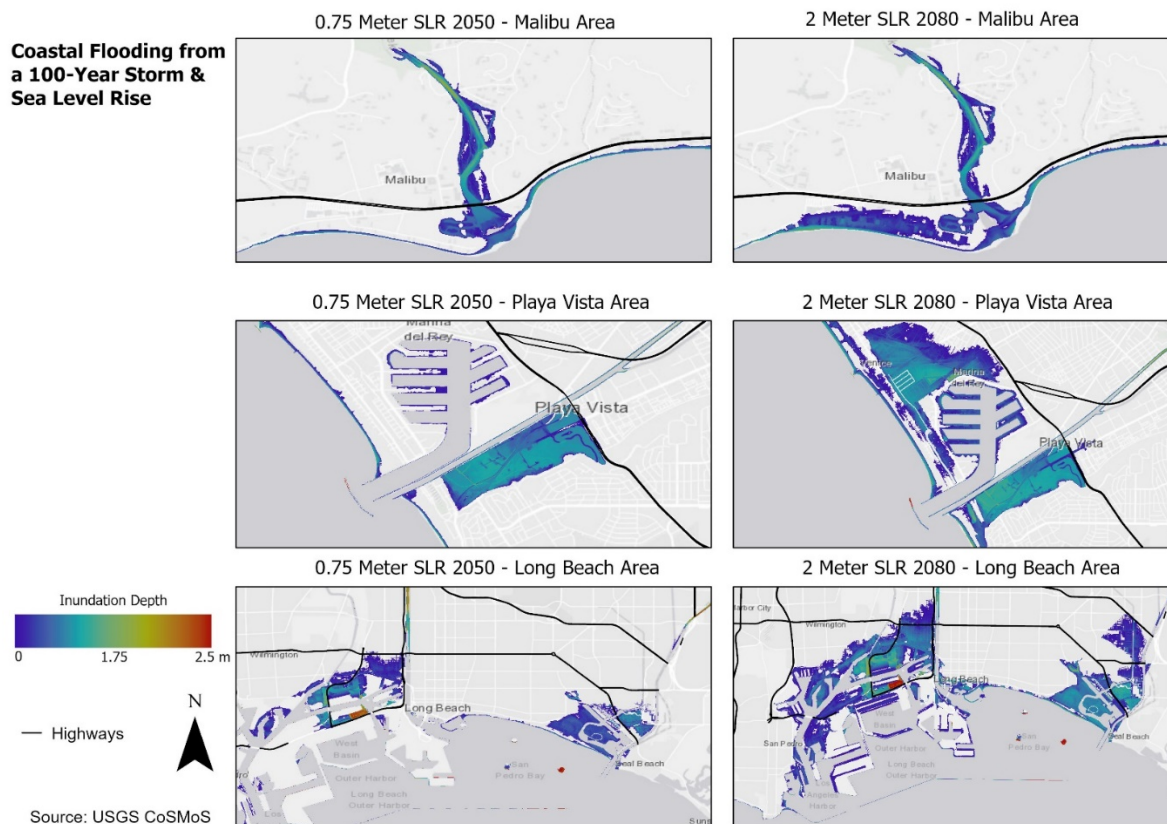 Coastal Flooding from
a 100-Year Storm &
Sea Level Rise
0.75 Meter SLR 2050 - Malibu Area
2 Meter SLR 2080 - Malibu Area
Malibu
Malibu
0.75 Meter SLR 2050 - Playa Vista Area
2 Meter SLR 2080 - Playa Vista Area
Marina
del Rey
Playa Vista
Venice
Marina
del Rey
Playa Vista
0.75 Meter SLR 2050 - Long Beach Area
2 Meter SLR 2080 - Long Beach Area
Wilmington
Long Beach
West
Basin
Outer Harbor
Long Beach
Outer Harbor
San
Pedro Bay
Seal Beach
Los
Harbor City
Wilmington
Long Beach
San Pedro
West
Basin
Outer Harbor
Long Beach
Outer Harbor
San
Pedro Bay
Seal Beach
Los
Angeles
Harbor
Inundation Depth
0 1.75 2.5 m
N
Highways
Source: USGS CoSMoS